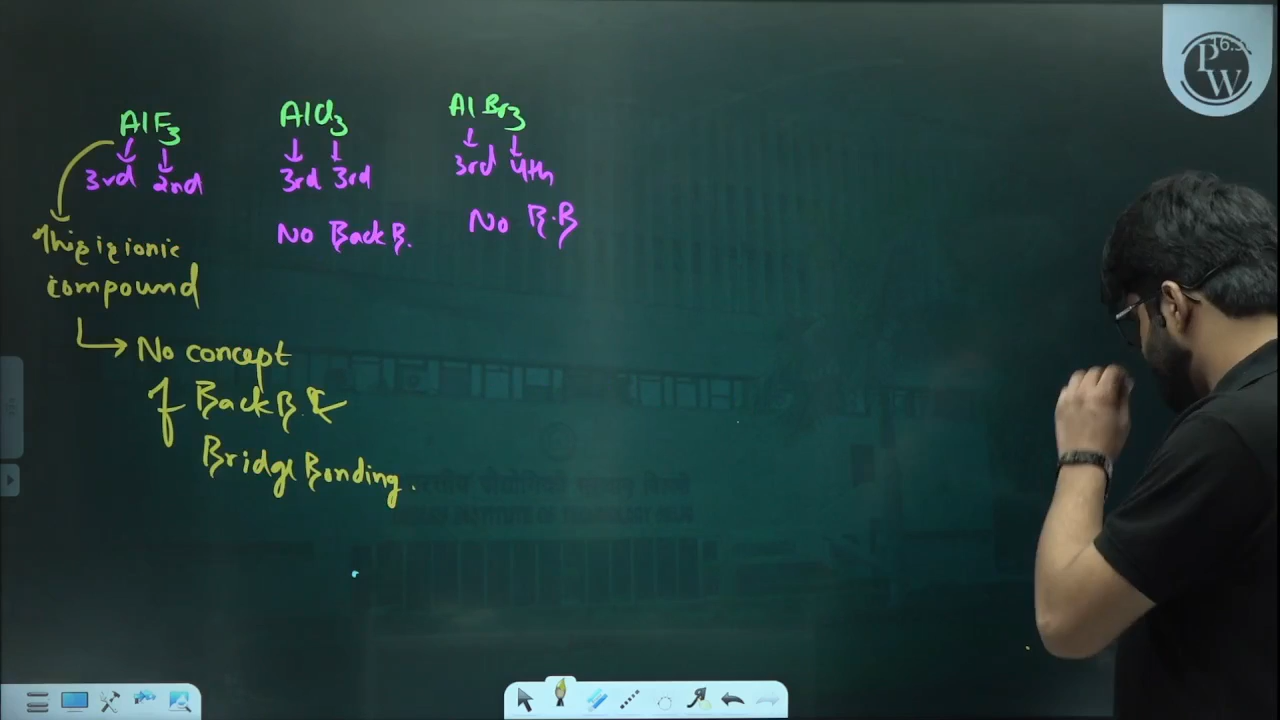 AlF3
3rd 2nd
This is ionic
compound
No concept
of Back B. &
Bridge Bonding.
AlCl3
3rd 3rd
No Back B.
AlBr3
3rd 4th
No B.B
PW